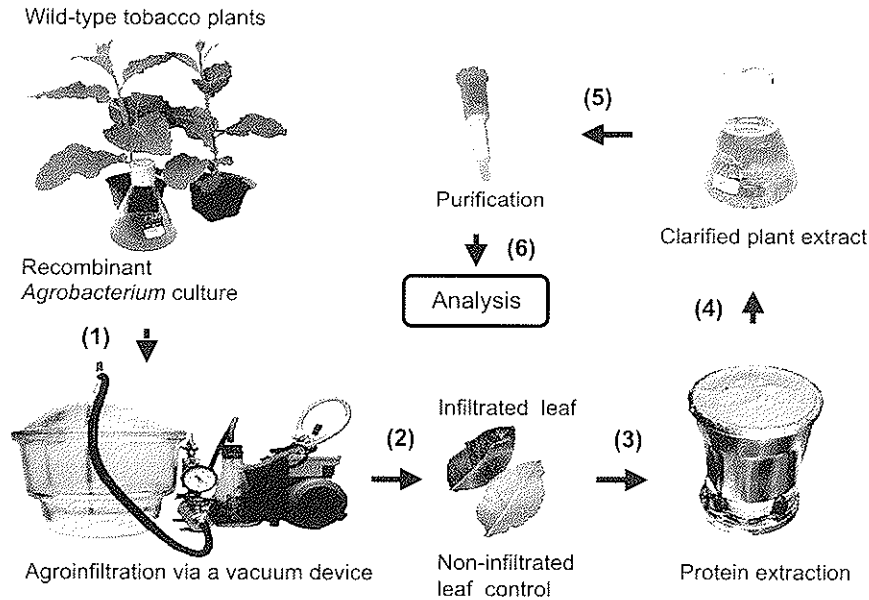 Wild-type tobacco plants
Recombinant
Agrobacterium culture
(1)
Agroinfiltration via a vacuum device
(2)
Infiltrated leaf
Non-infiltrated
leaf control
(3)
Protein extraction
(4)
Clarified plant extract
(5)
Purification
(6)
Analysis